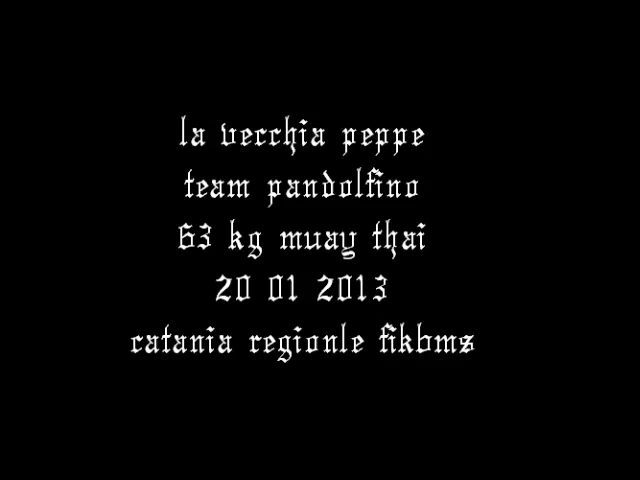 la vecchia peppe
team pandolfino
63 kg muay thai
20 01 2013
catania regionle fikbms